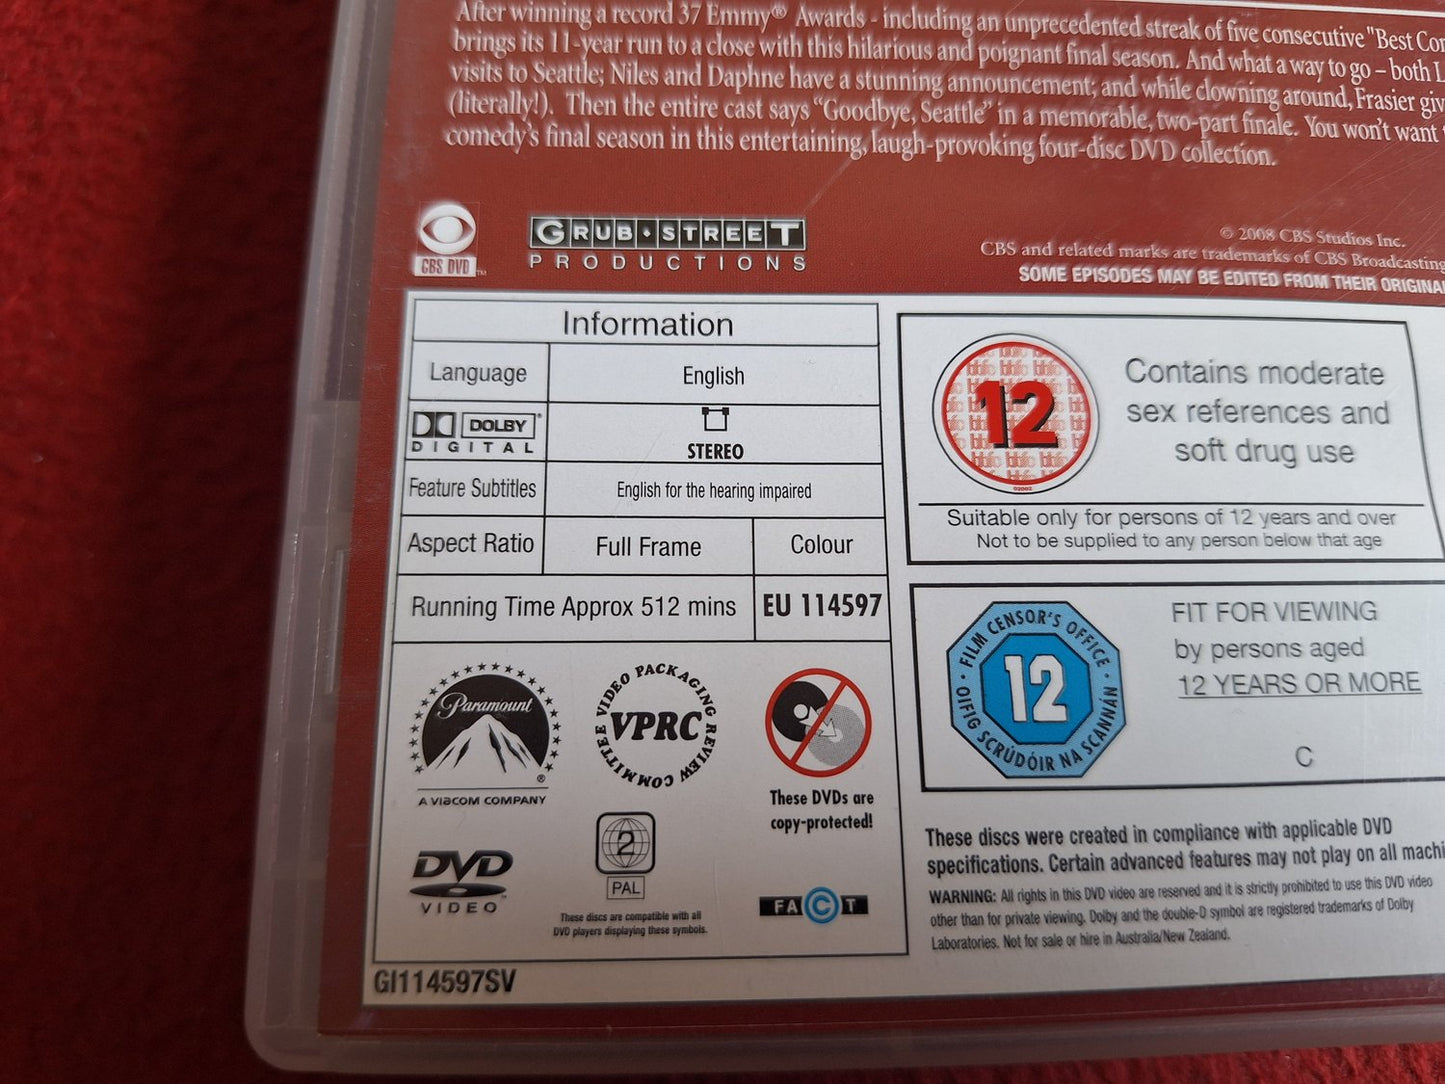 After winning a record 37 Emmy® Awards - including an unprecedented streak of five consecutive "Best
brings its 11-year run to a close with this hilarious and poignant final season. And what a way to go – both
visits to Seattle; Niles and Daphne have a stunning announcement; and while clowning around, Frasier
(literally!). Then the entire cast says "Goodbye, Seattle" in a memorable, two-part finale. You won't want
comedy's final season in this entertaining, laugh-provoking four-disc DVD collection.
CBS DVD™
GRUB·STREET
PRODUCTIONS
© 2008 CBS Studios Inc.
CBS and related marks are trademarks of CBS Broadcasting
SOME EPISODES MAY BE EDITED FROM THEIR ORIGINAL
Information
Language English
DOLBY®
DIGITAL
STEREO
Feature Subtitles English for the hearing impaired
Aspect Ratio Full Frame Colour
Running Time Approx 512 mins EU 114597
Paramount
®
A VIACOM COMPANY
VIDEO PACKAGING REVIEW COMMITTEE
VPRC
These DVDs are
copy-protected!
DVD
VIDEO™
2
PAL
These discs are compatible with all
DVD players displaying these symbols.
FACT
GI114597SV
bbfc
12
Contains moderate
sex references and
soft drug use
Suitable only for persons of 12 years and over
Not to be supplied to any person below that age
FILM CENSOR'S OFFICE
12
OIFIG SCRÚDÓIR NA SCANNÁN
FIT FOR VIEWING
by persons aged
12 YEARS OR MORE
C
These discs were created in compliance with applicable DVD
specifications. Certain advanced features may not play on all
WARNING: All rights in this DVD video are reserved and it is strictly prohibited to use this DVD video
other than for private viewing. Dolby and the double-D symbol are registered trademarks of Dolby
Laboratories. Not for sale or hire in Australia/New Zealand.